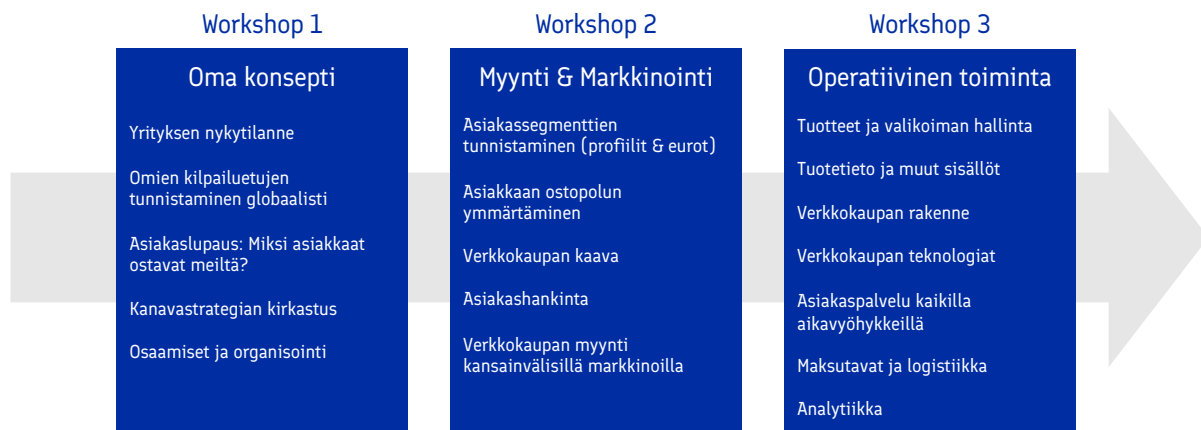 Workshop 1
Oma konsepti
Yrityksen nykytilanne
Omien kilpailuetujen
tunnistaminen globaalisti
Asiakaslupaus: Miksi asiakkaat
ostavat meiltä?
Kanavastrategian kirkastus
Osaamiset ja organisointi
Workshop 2
Myynti & Markkinointi
Asiakassegmenttien
tunnistaminen (profiilit & eurot)
Asiakkaan ostopolun
ymmärtäminen
Verkkokaupan kaava
Asiakashankinta
Verkkokaupan myynti
kansainvälisillä markkinoilla
Workshop 3
Operatiivinen toiminta
Tuotteet ja valikoiman hallinta
Tuotetieto ja muut sisällöt
Verkkokaupan rakenne
Verkkokaupan teknologiat
Asiakaspalvelu kaikilla
aikavyöhykkeillä
Maksutavat ja logistiikka
Analytiikka